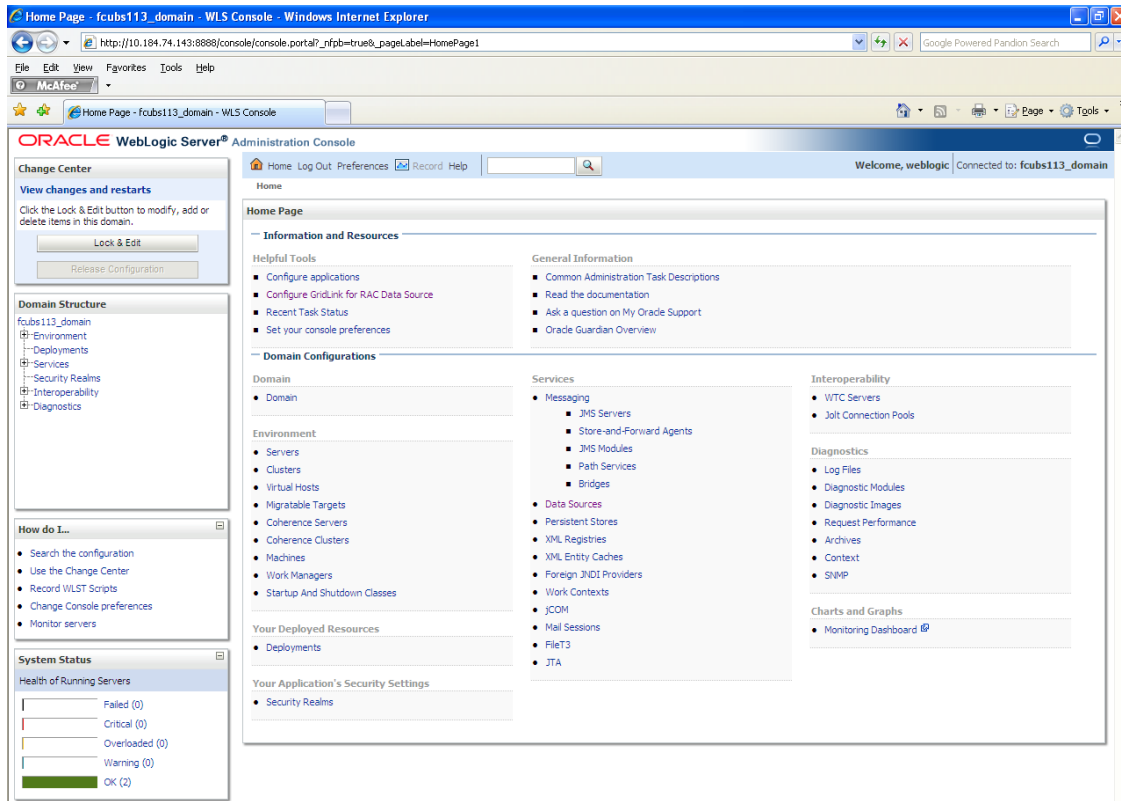 Home Page - fcubs113_domain - WLS Console - Windows Internet Explorer
http://10.184.74.143:8888/console/console.portal?_nfpb=true&_pageLabel=HomePage1
Google Powered Pandion Search
File Edit View Favorites Tools Help
McAfee
Home Page - fcubs113_domain - WLS Console
Page Tools
ORACLE WebLogic Server® Administration Console
Change Center
View changes and restarts
Click the Lock & Edit button to modify, add or
delete items in this domain.
Lock & Edit
Release Configuration
Domain Structure
fcubs113_domain
Environment
Deployments
Services
Security Realms
Interoperability
Diagnostics
How do I...
Search the configuration
Use the Change Center
Record WLST Scripts
Change Console preferences
Monitor servers
System Status
Health of Running Servers
Failed (0)
Critical (0)
Overloaded (0)
Warning (0)
OK (2)
Home Log Out Preferences Record Help
Welcome, weblogic Connected to: fcubs113_domain
Home
Home Page
Information and Resources
Helpful Tools
Configure applications
Configure GridLink for RAC Data Source
Recent Task Status
Set your console preferences
General Information
Common Administration Task Descriptions
Read the documentation
Ask a question on My Oracle Support
Oracle Guardian Overview
Domain Configurations
Domain
Domain
Environment
Servers
Clusters
Virtual Hosts
Migratable Targets
Coherence Servers
Coherence Clusters
Machines
Work Managers
Startup And Shutdown Classes
Your Deployed Resources
Deployments
Your Application's Security Settings
Security Realms
Services
Messaging
JMS Servers
Store-and-Forward Agents
JMS Modules
Path Services
Bridges
Data Sources
Persistent Stores
XML Registries
XML Entity Caches
Foreign JNDI Providers
Work Contexts
jCOM
Mail Sessions
FileT3
JTA
Interoperability
WTC Servers
Jolt Connection Pools
Diagnostics
Log Files
Diagnostic Modules
Diagnostic Images
Request Performance
Archives
Context
SNMP
Charts and Graphs
Monitoring Dashboard